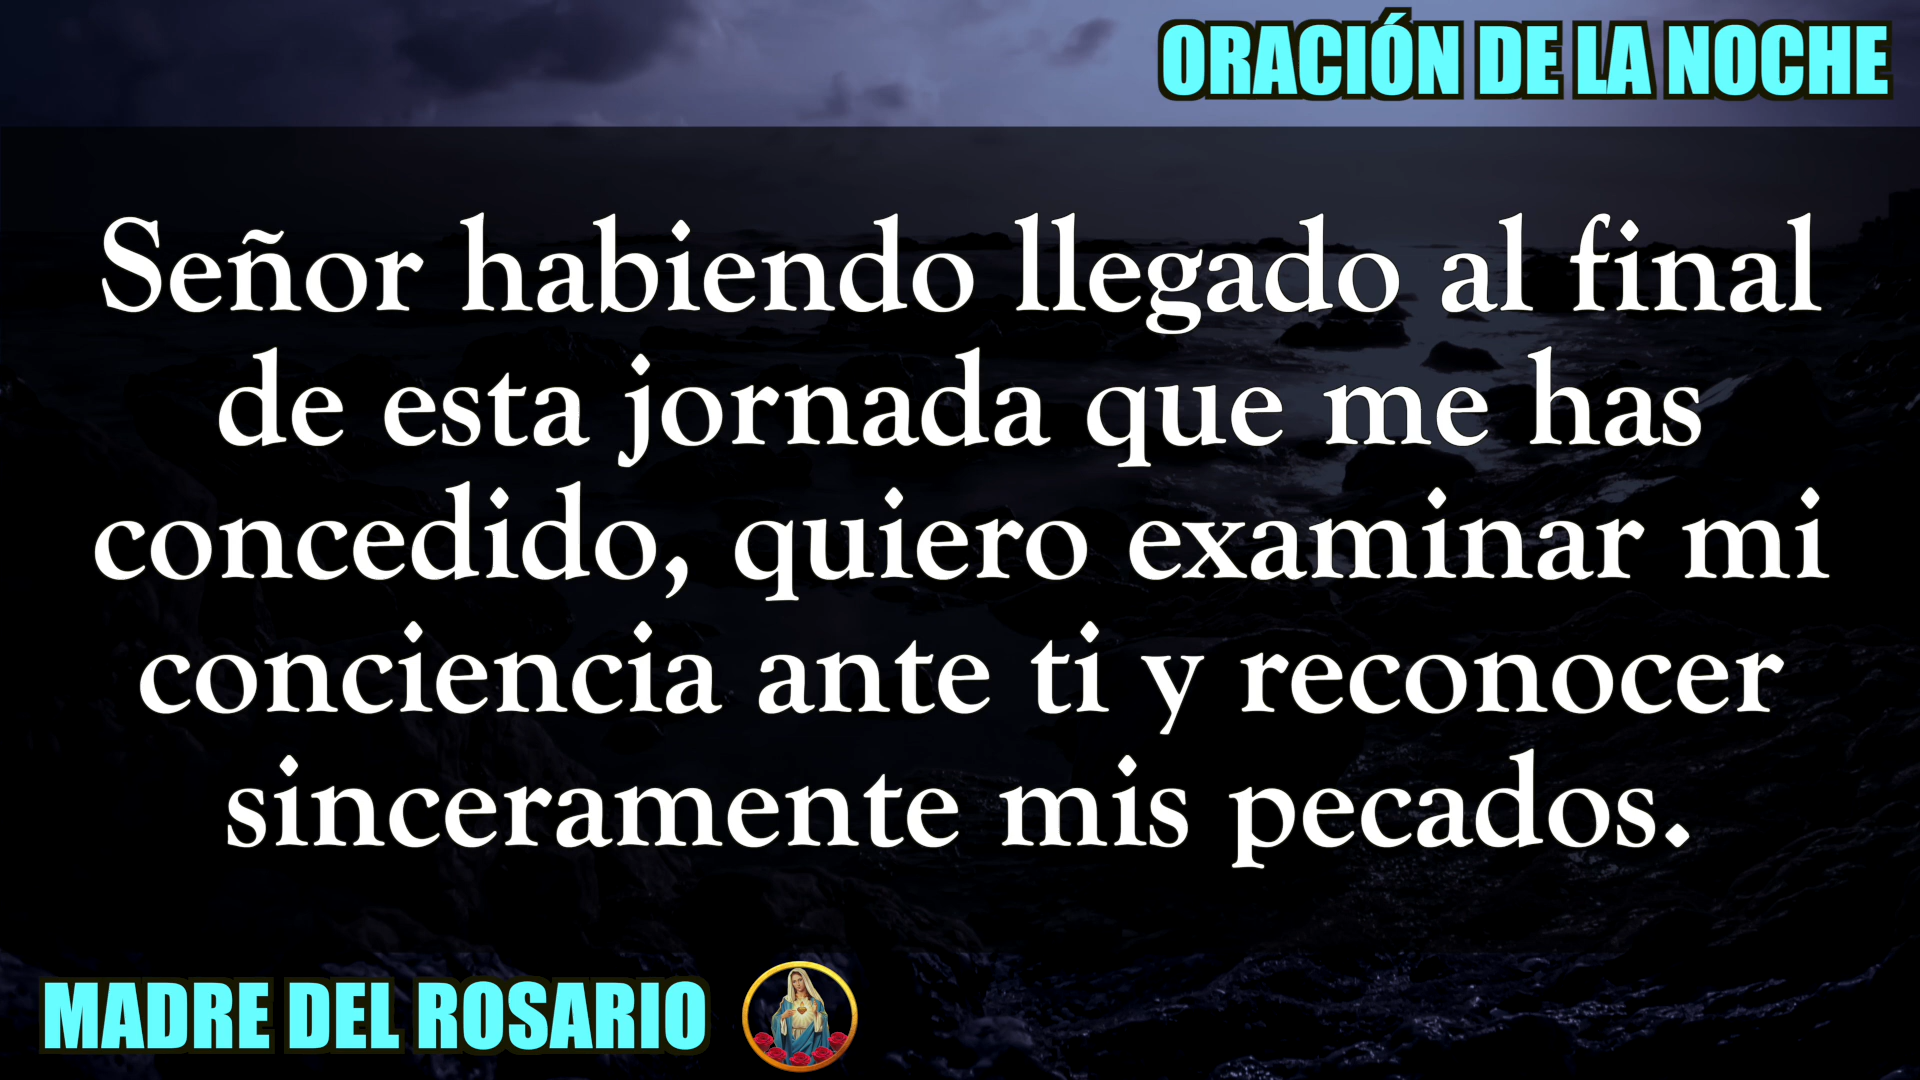 ORACIÓN DE LA NOCHE
Señor habiendo llegado al final
de esta jornada que me has
concedido, quiero examinar mi
conciencia ante ti y reconocer
sinceramente mis pecados.
MADRE DEL ROSARIO